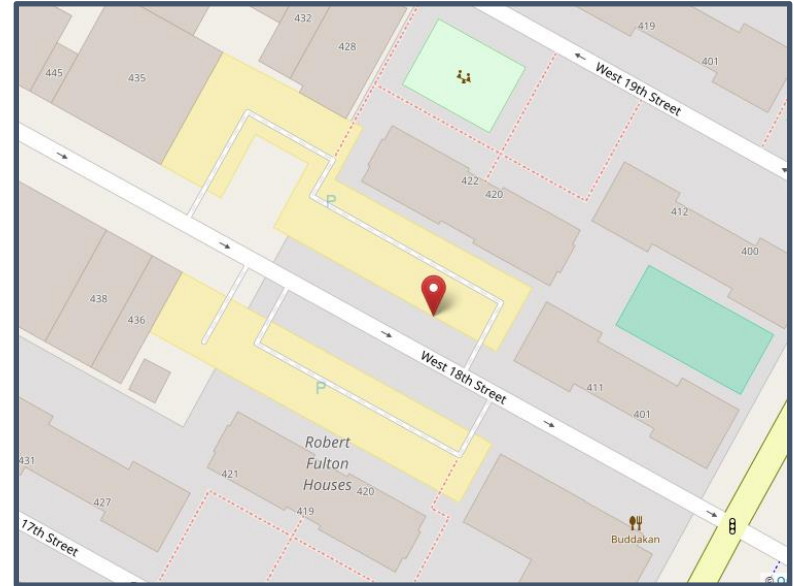 432
428
419
401
445
435
West 19th Street
422
420
412
400
P
438
436
West 18th Street
P
411
401
Robert
Fulton
Houses
431
427
421
420
419
17th Street
Buddakan